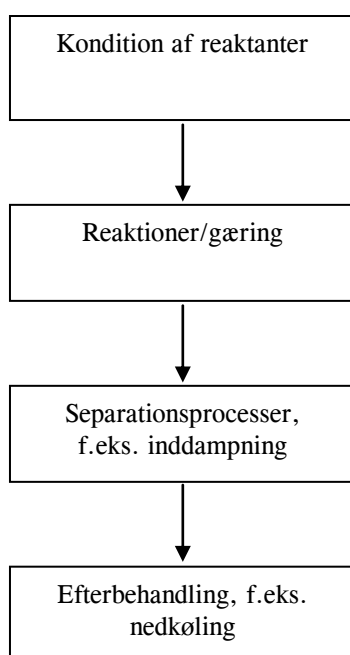 Kondition af reaktanter
Reaktioner/gæring
Separationsprocesser,
f.eks. inddampning
Efterbehandling, f.eks.
nedkøling